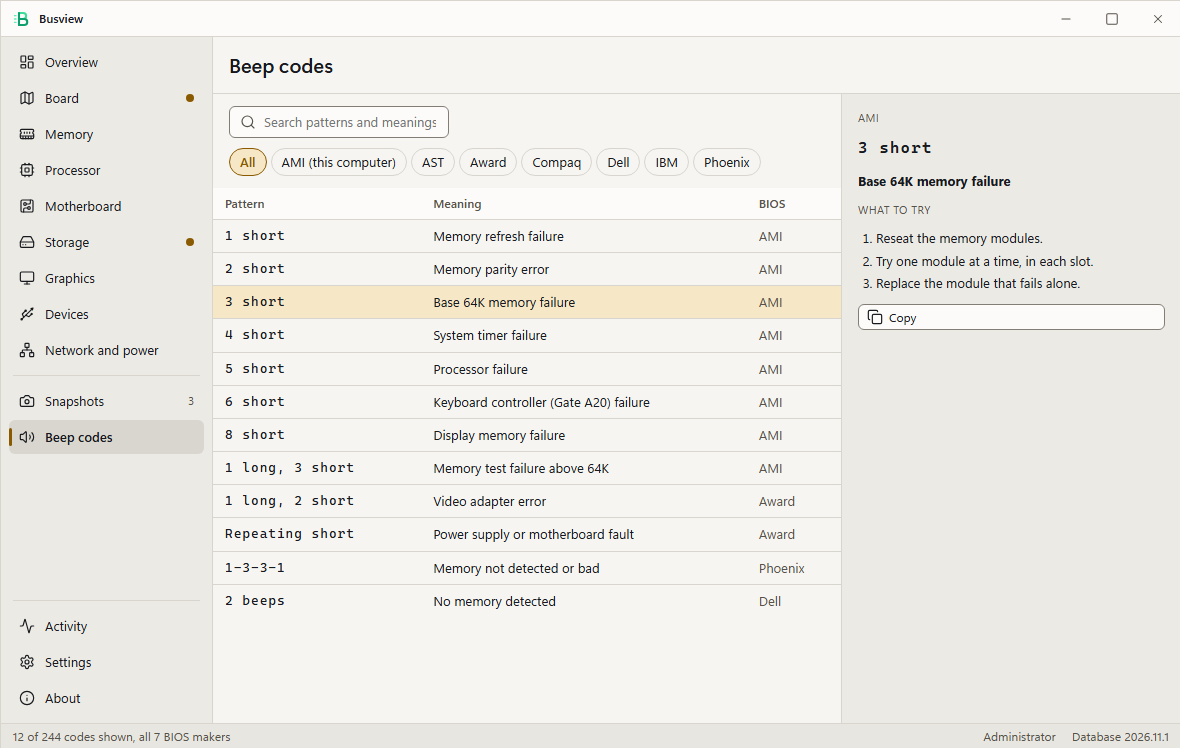 Busview
Overview
Board
Memory
Processor
Motherboard
Storage
Graphics
Devices
Network and power
Snapshots 3
Beep codes
Activity
Settings
About
Beep codes
Search patterns and meanings
All AMI (this computer) AST Award Compaq Dell IBM Phoenix
Pattern Meaning BIOS
1 short Memory refresh failure AMI
2 short Memory parity error AMI
3 short Base 64K memory failure AMI
4 short System timer failure AMI
5 short Processor failure AMI
6 short Keyboard controller (Gate A20) failure AMI
8 short Display memory failure AMI
1 long, 3 short Memory test failure above 64K AMI
1 long, 2 short Video adapter error Award
Repeating short Power supply or motherboard fault Award
1-3-3-1 Memory not detected or bad Phoenix
2 beeps No memory detected Dell
AMI
3 short
Base 64K memory failure
WHAT TO TRY
1. Reseat the memory modules.
2. Try one module at a time, in each slot.
3. Replace the module that fails alone.
Copy
12 of 244 codes shown, all 7 BIOS makers
Administrator Database 2026.11.1